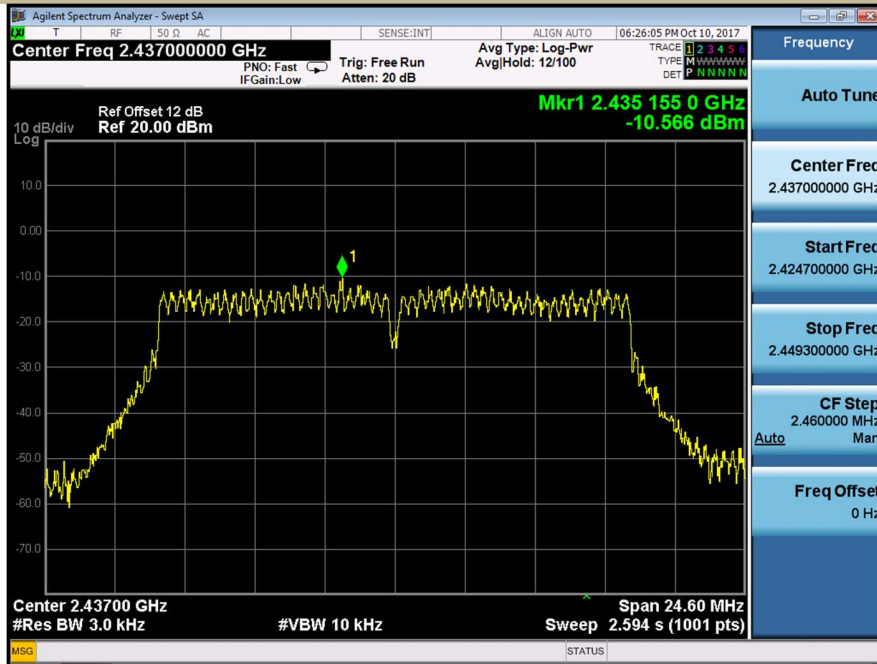 Agilent Spectrum Analyzer - Swept SA
LXI T RF 50 Ω AC SENSE:INT ALIGN AUTO 06:26:05 PM Oct 10, 2017
Center Freq 2.437000000 GHz
PNO: Fast
IFGain:Low
Trig: Free Run
Atten: 20 dB
Avg Type: Log-Pwr
Avg|Hold: 12/100
TRACE 1 2 3 4 5 6
TYPE M WWWWW
DET P N N N N N
Mkr1 2.435 155 0 GHz
-10.566 dBm
Ref Offset 12 dB
10 dB/div Ref 20.00 dBm
Log
10.0
0.00
-10.0
-20.0
-30.0
-40.0
-50.0
-60.0
-70.0
1
Center 2.43700 GHz Span 24.60 MHz
#Res BW 3.0 kHz #VBW 10 kHz Sweep 2.594 s (1001 pts)
MSG STATUS
Frequency
Auto Tune
Center Freq
2.437000000 GHz
Start Freq
2.424700000 GHz
Stop Freq
2.449300000 GHz
CF Step
2.460000 MHz
Auto Man
Freq Offset
0 Hz